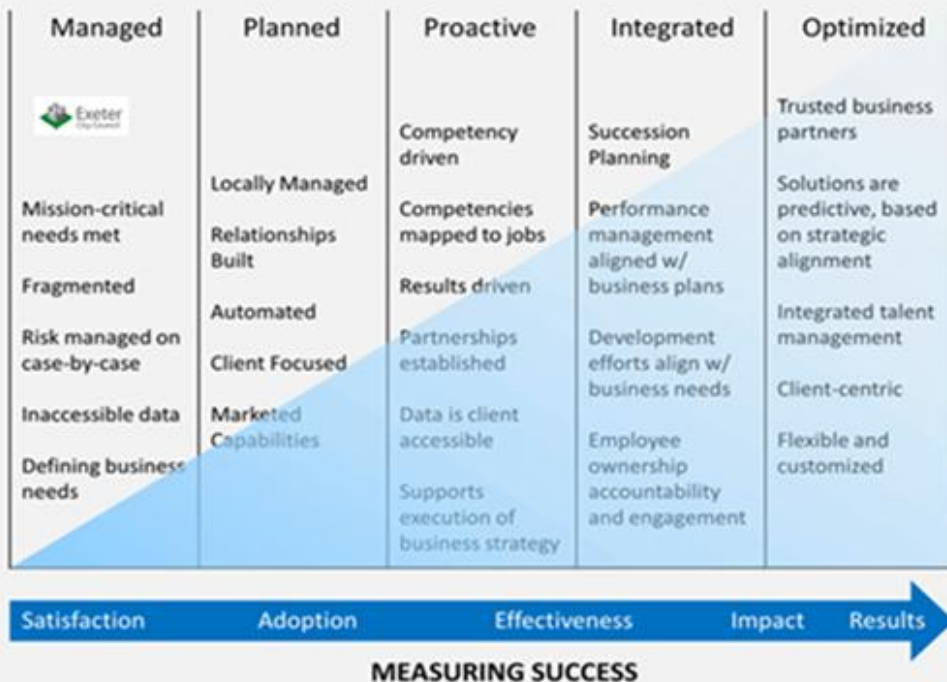 Managed
Exeter
City Council
Mission-critical
needs met
Fragmented
Risk managed on
case-by-case
Inaccessible data
Defining business
needs
Planned
Locally Managed
Relationships
Built
Automated
Client Focused
Marketed
Capabilities
Proactive
Competency
driven
Competencies
mapped to jobs
Results driven
Partnerships
established
Data is client
accessible
Supports
execution of
business strategy
Integrated
Succession
Planning
Performance
management
aligned w/
business plans
Development
efforts align w/
business needs
Employee
ownership
accountability
and engagement
Optimized
Trusted business
partners
Solutions are
predictive, based
on strategic
alignment
Integrated talent
management
Client-centric
Flexible and
customized
Satisfaction Adoption Effectiveness Impact Results
MEASURING SUCCESS